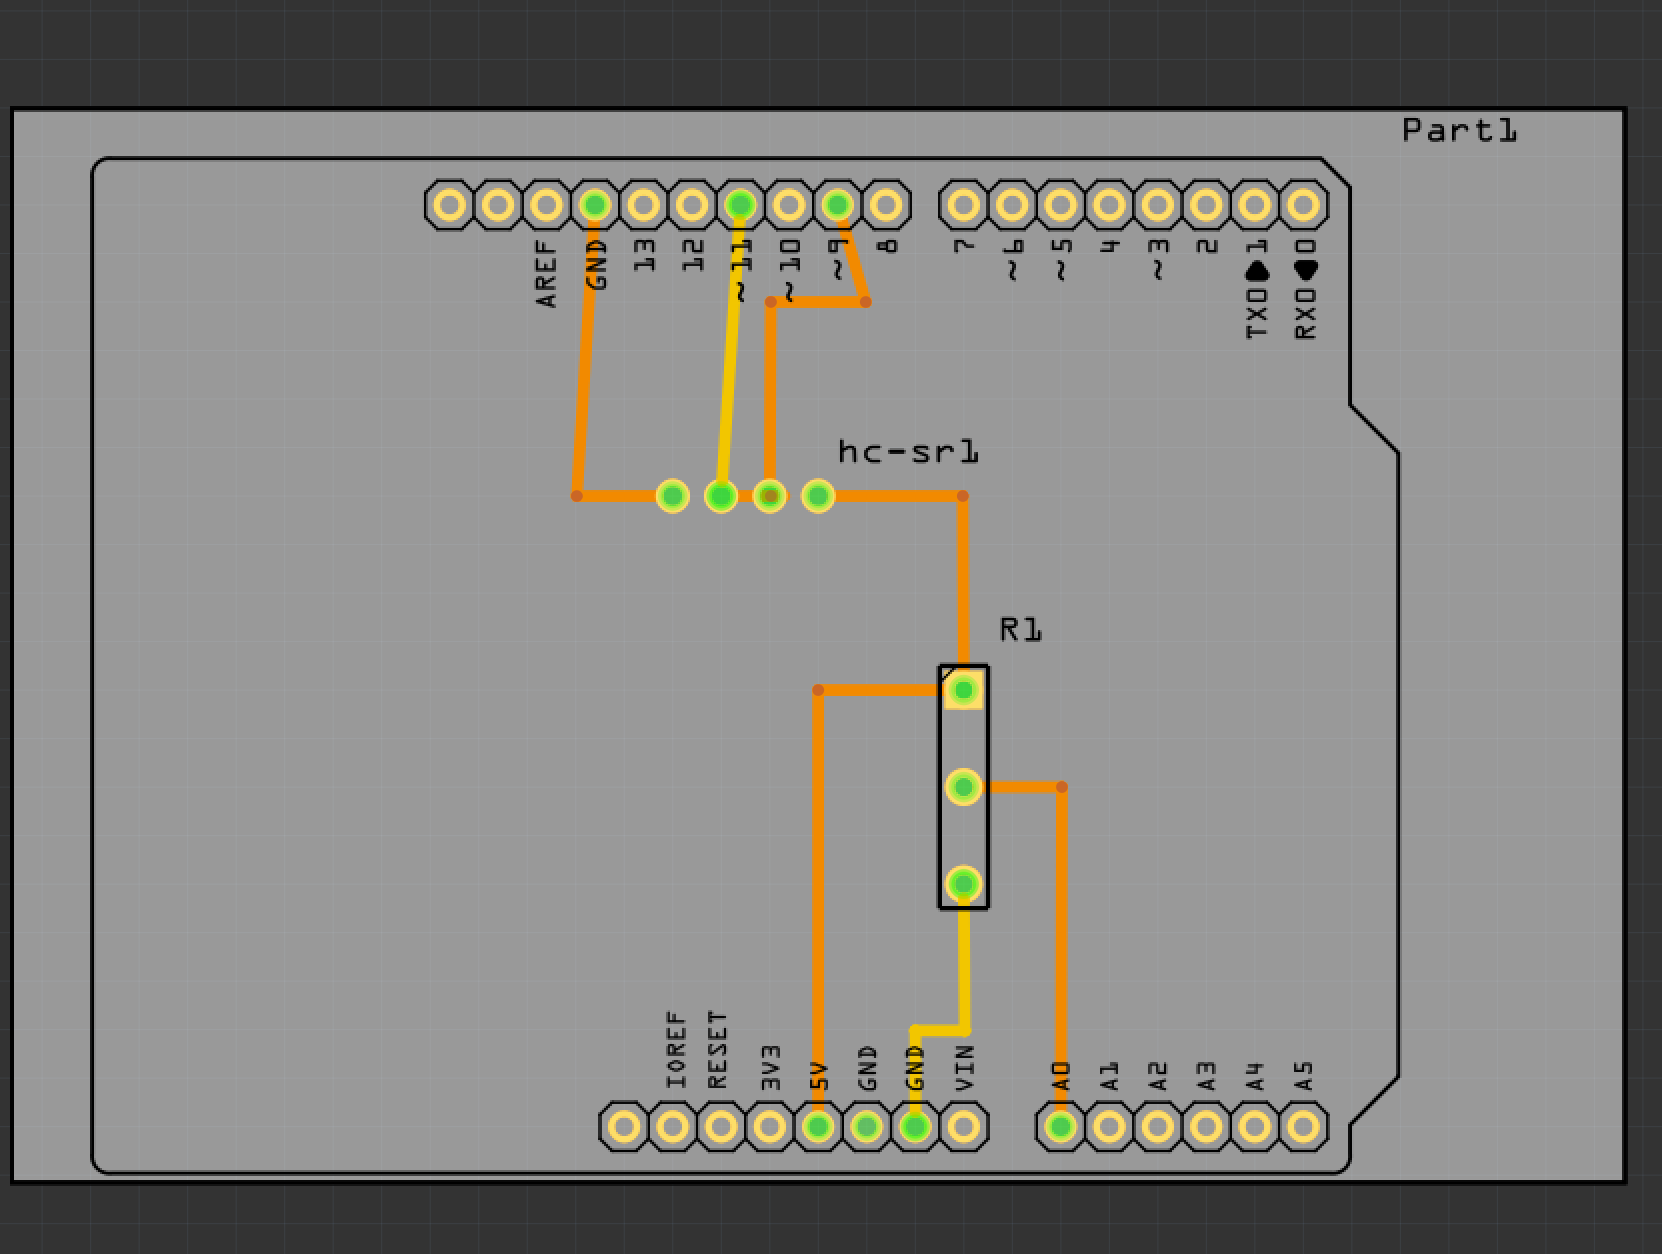 Part1
AREF
GND
13
12
~11
~10
~9
8
7
~6
~5
4
~3
2
TX0▶1
RX0◀0
hc-sr1
R1
IOREF
RESET
3V3
5V
GND
GND
VIN
A0
A1
A2
A3
A4
A5